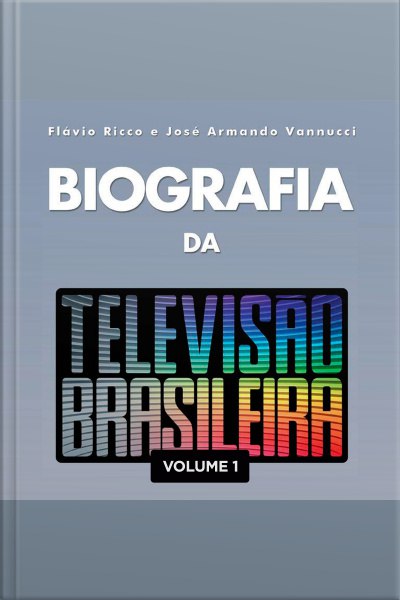 Flávio Ricco e José Armando Vannucci
BIOGRAFIA
DA
TELEVISÃO
BRASILEIRA
VOLUME 1